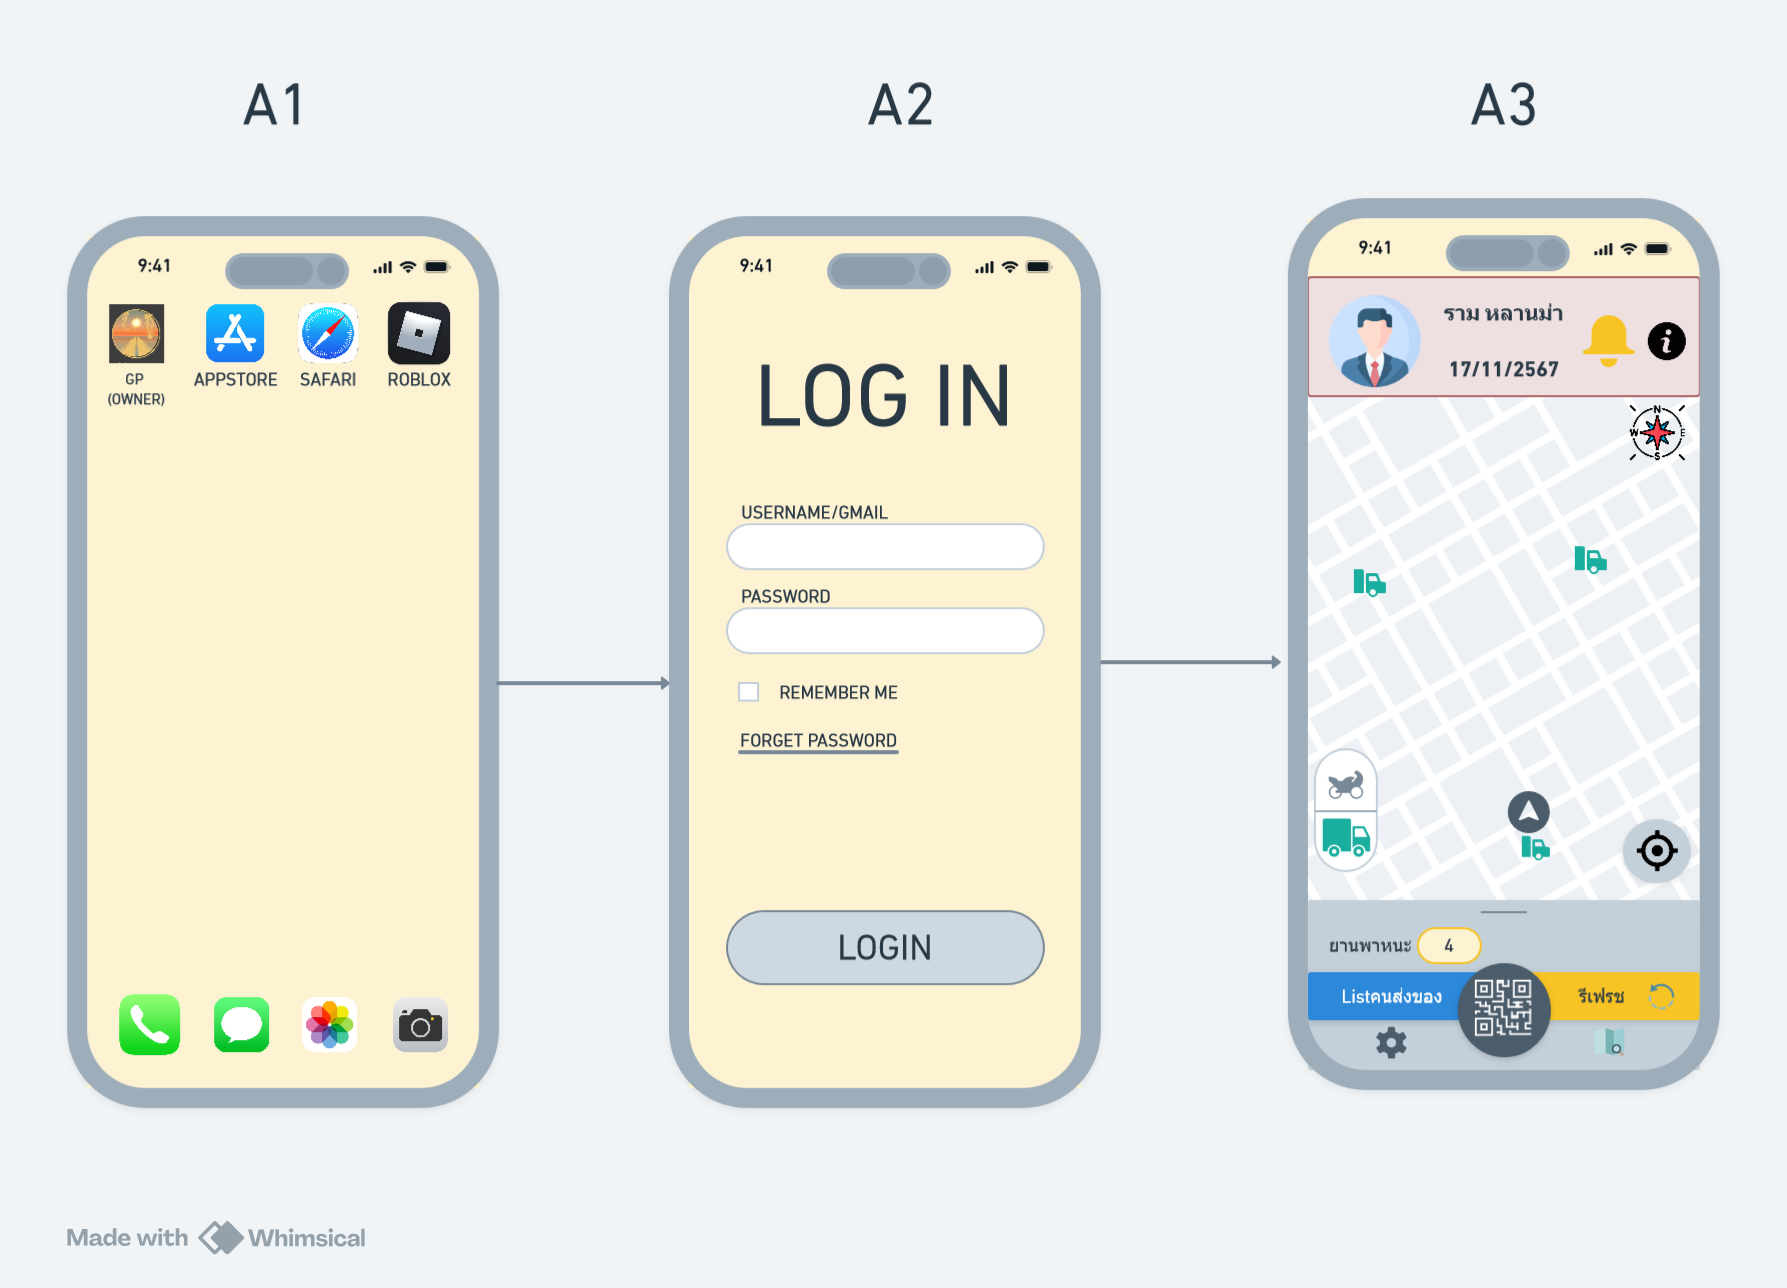 A1
A2
A3
9:41
GP
(OWNER)
APPSTORE
SAFARI
ROBLOX
9:41
LOG IN
USERNAME/GMAIL
PASSWORD
REMEMBER ME
FORGET PASSWORD
LOGIN
9:41
ราม หลานม่า
17/11/2567
N
W
E
S
ยานพาหนะ
4
Listคนส่งของ
รีเฟรช
Made with Whimsical